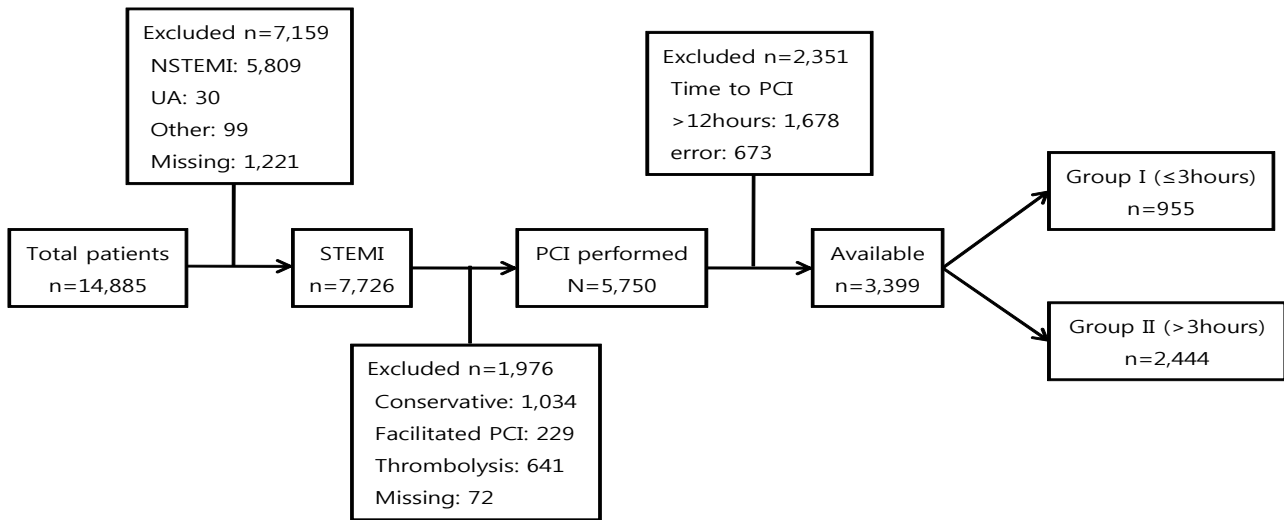 Excluded n=7,159
NSTEMI: 5,809
UA: 30
Other: 99
Missing: 1,221
Excluded n=2,351
Time to PCI
>12hours: 1,678
error: 673
Total patients
n=14,885
STEMI
n=7,726
PCI performed
N=5,750
Available
n=3,399
Group I (≤3hours)
n=955
Group II (>3hours)
n=2,444
Excluded n=1,976
Conservative: 1,034
Facilitated PCI: 229
Thrombolysis: 641
Missing: 72